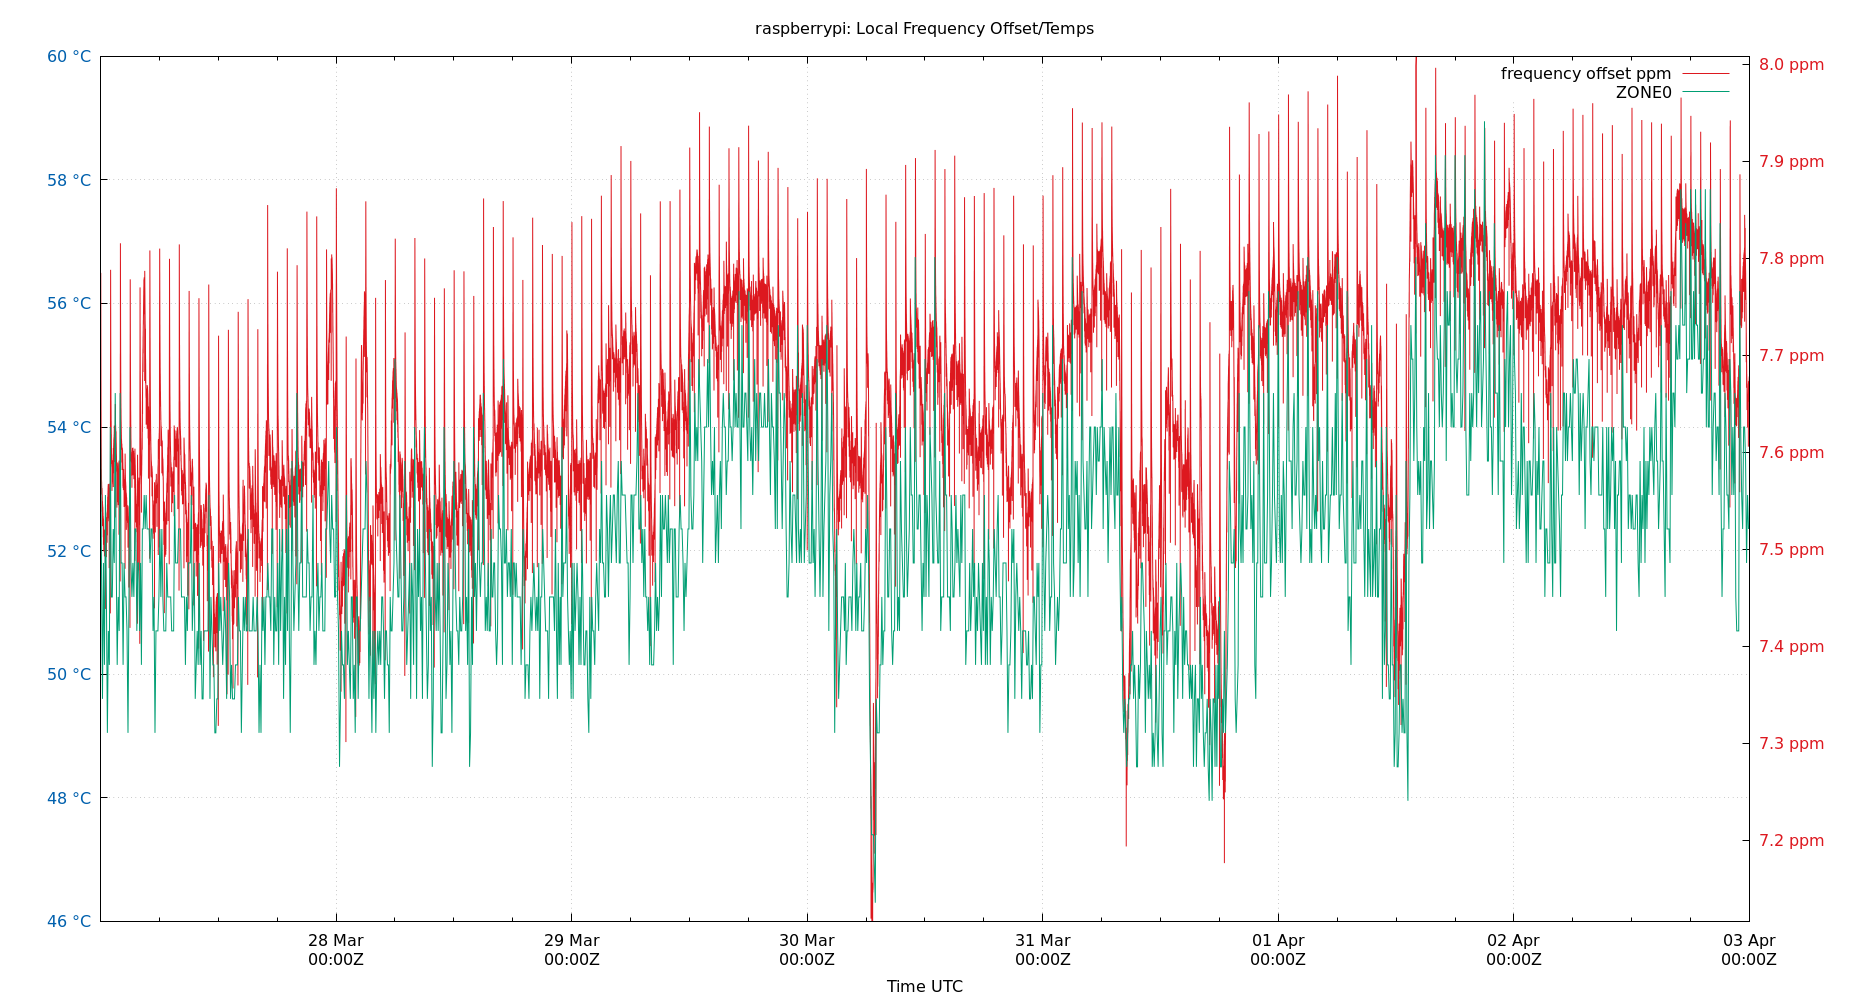 raspberrypi: Local Frequency Offset/Temps
60 °C
58 °C
56 °C
54 °C
52 °C
50 °C
48 °C
46 °C
8.0 ppm
7.9 ppm
7.8 ppm
7.7 ppm
7.6 ppm
7.5 ppm
7.4 ppm
7.3 ppm
7.2 ppm
frequency offset ppm
ZONE0
28 Mar
00:00Z
29 Mar
00:00Z
30 Mar
00:00Z
31 Mar
00:00Z
01 Apr
00:00Z
02 Apr
00:00Z
03 Apr
00:00Z
Time UTC